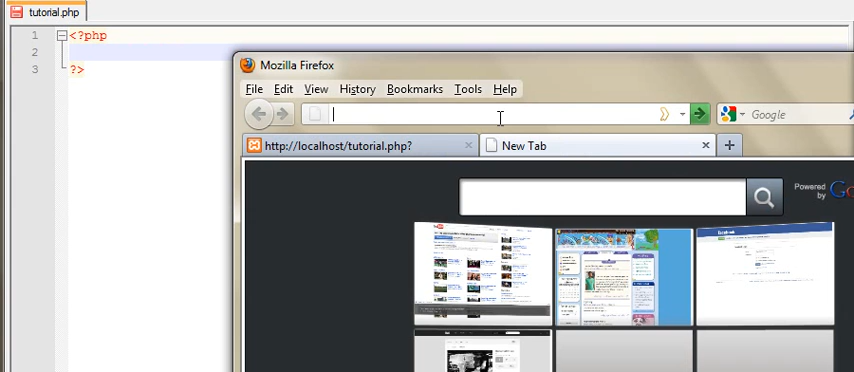 tutorial.php
1 <?php
2
3 ?>
Mozilla Firefox
File Edit View History Bookmarks Tools Help
Google
http://localhost/tutorial.php?
New Tab
Powered by